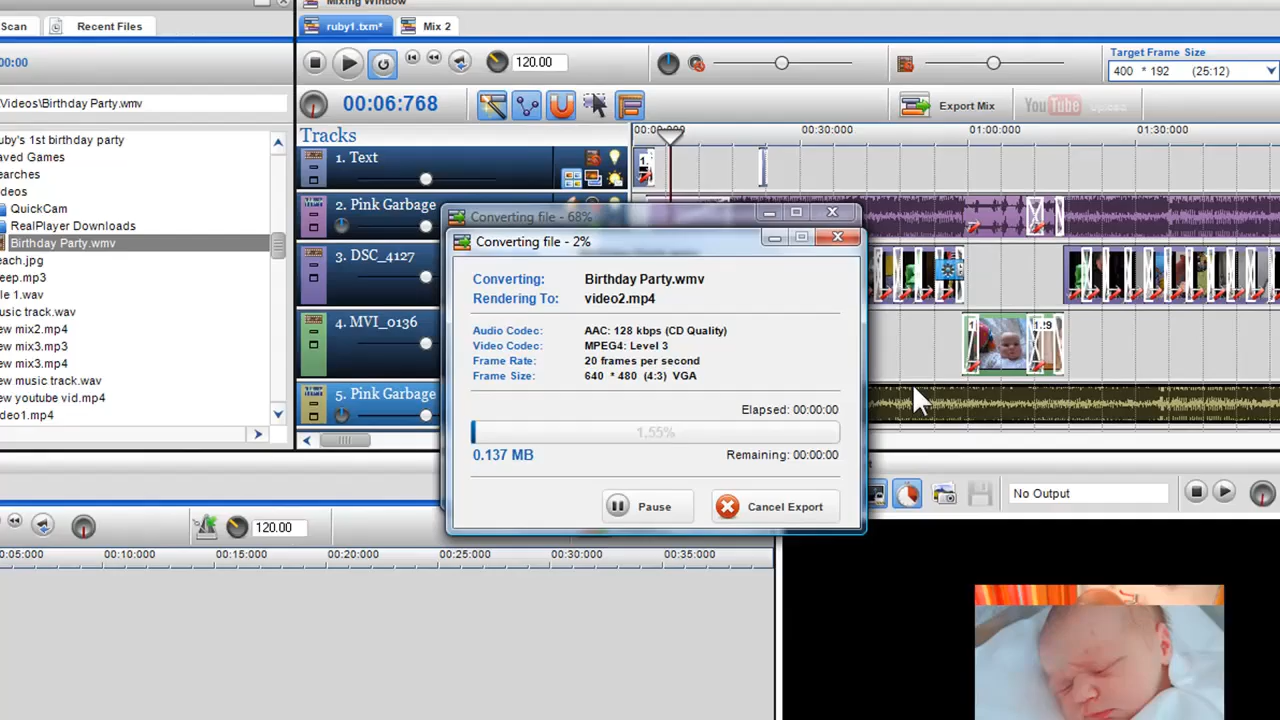 Mixing Window
Scan
Recent Files
ruby1.txm*
Mix 2
00:00
120.00
Target Frame Size
400 * 192 (25:12)
Videos\Birthday Party.wmv
00:06:768
Export Mix
YouTube Upload
Tracks
00:30:000
01:00:000
01:30:000
uby's 1st birthday party
aved Games
earches
deos
QuickCam
RealPlayer Downloads
Birthday Party.wmv
each.jpg
eep.mp3
le 1.wav
ew mix2.mp4
ew mix3.mp3
ew mix3.mp4
ew music track.wav
ew youtube vid.mp4
ideo1.mp4
1. Text
2. Pink Garbage
3. DSC_4127
4. MVI_0136
5. Pink Garbage
Converting file - 68%
Converting file - 2%
Converting: Birthday Party.wmv
Rendering To: video2.mp4
Audio Codec: AAC: 128 kbps (CD Quality)
Video Codec: MPEG4: Level 3
Frame Rate: 20 frames per second
Frame Size: 640 * 480 (4:3) VGA
Elapsed: 00:00:00
1.55%
0.137 MB
Remaining: 00:00:00
Pause
Cancel Export
No Output
120.00
0:05:000
00:10:000
00:15:000
00:20:000
00:25:000
00:30:000
00:35:000